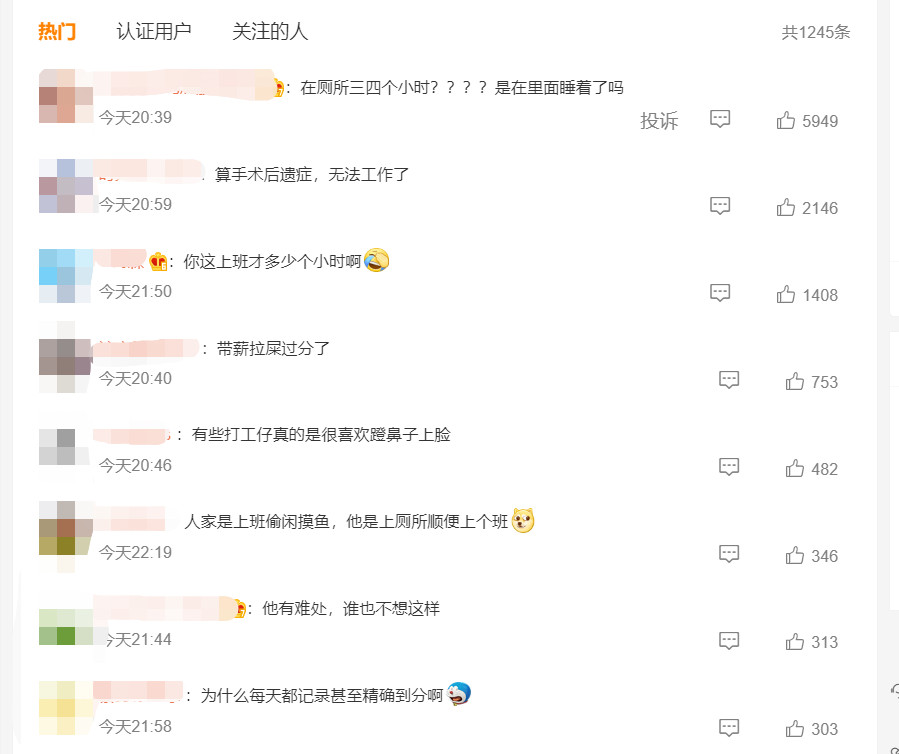 热门 认证用户 关注的人 共1245条
：在厕所三四个小时？？？？是在里面睡着了吗
今天20:39 投诉 5949
：算手术后遗症，无法工作了
今天20:59 2146
：你这上班才多少个小时啊
今天21:50 1408
：带薪拉屎过分了
今天20:40 753
：有些打工仔真的是很喜欢蹬鼻子上脸
今天20:46 482
人家是上班偷闲摸鱼，他是上厕所顺便上个班
今天22:19 346
：他有难处，谁也不想这样
今天21:44 313
：为什么每天都记录甚至精确到分啊
今天21:58 303